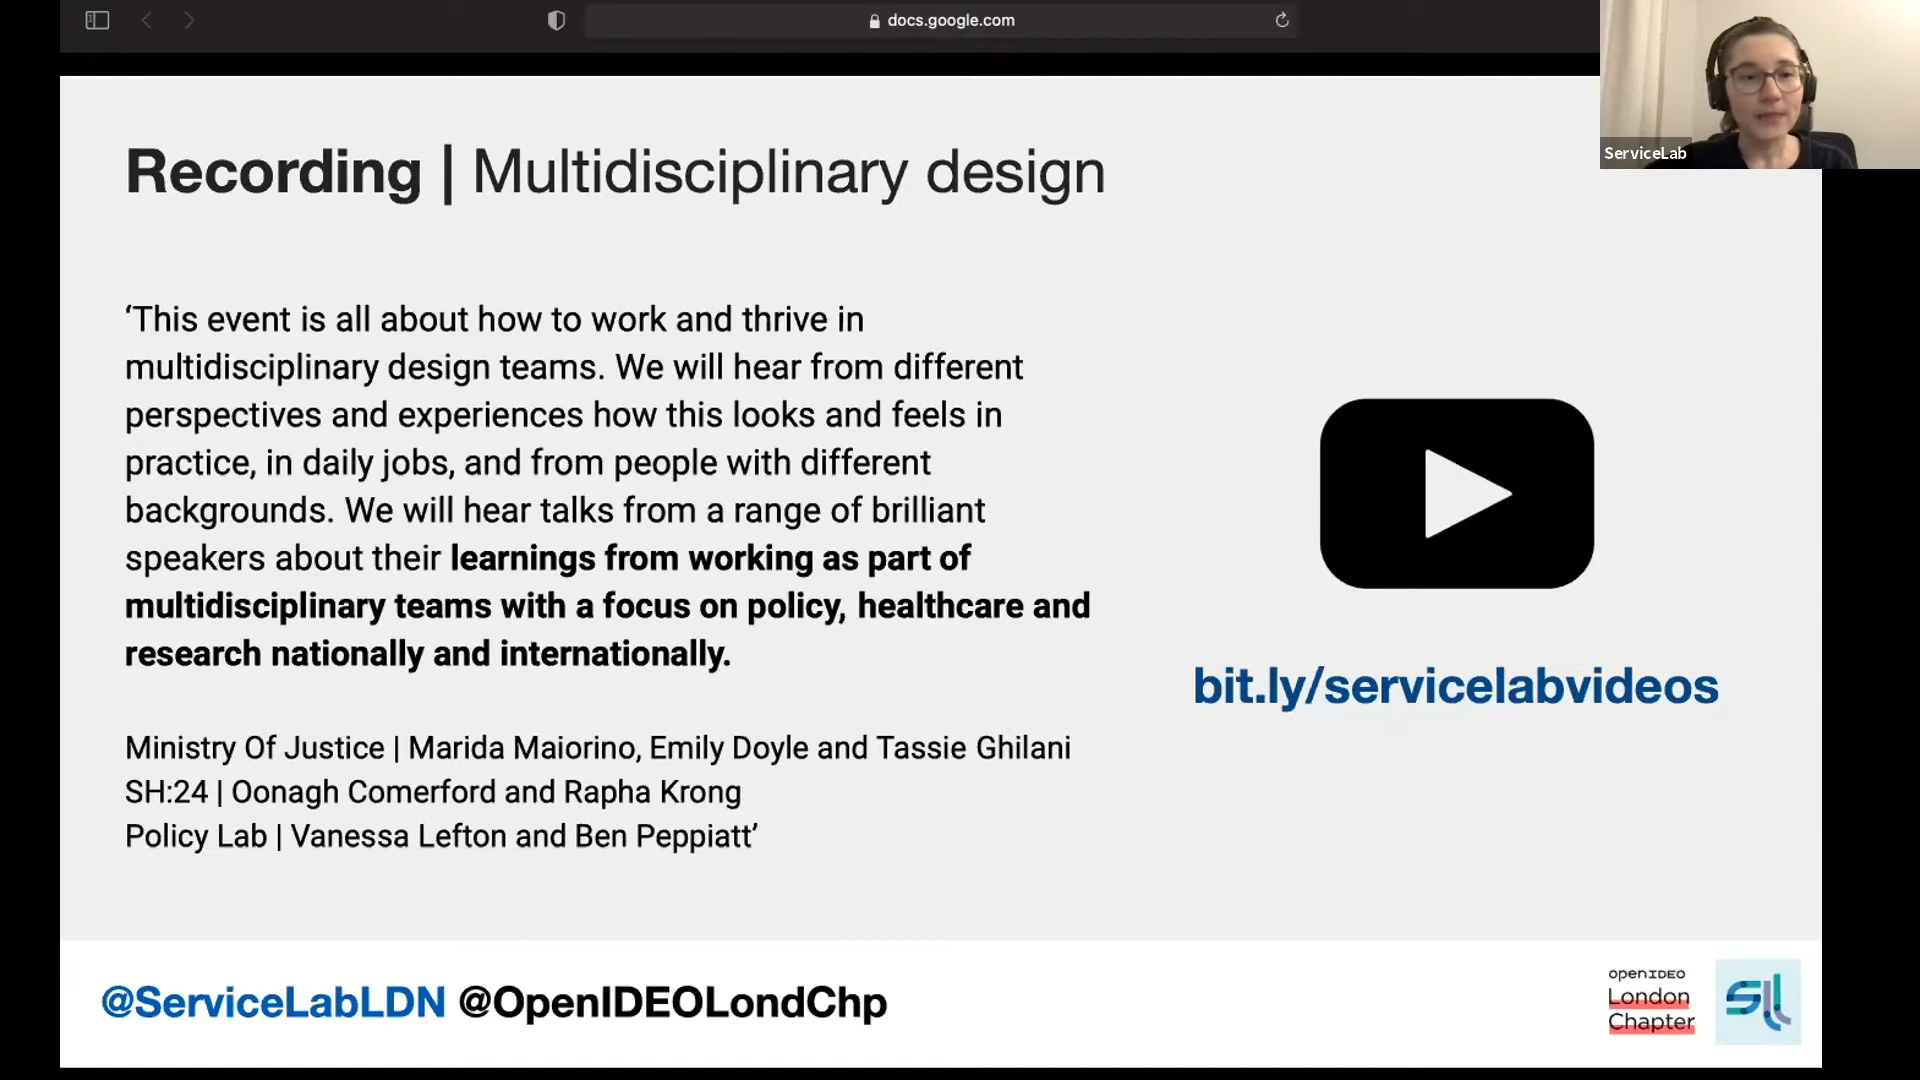 docs.google.com
ServiceLab
Recording | Multidisciplinary design
‘This event is all about how to work and thrive in
multidisciplinary design teams. We will hear from different
perspectives and experiences how this looks and feels in
practice, in daily jobs, and from people with different
backgrounds. We will hear talks from a range of brilliant
speakers about their learnings from working as part of
multidisciplinary teams with a focus on policy, healthcare and
research nationally and internationally.
bit.ly/servicelabvideos
Ministry Of Justice | Marida Maiorino, Emily Doyle and Tassie Ghilani
SH:24 | Oonagh Comerford and Rapha Krong
Policy Lab | Vanessa Lefton and Ben Peppiatt’
@ServiceLabLDN @OpenIDEOLondChp
openIDEO
London
Chapter
SLL